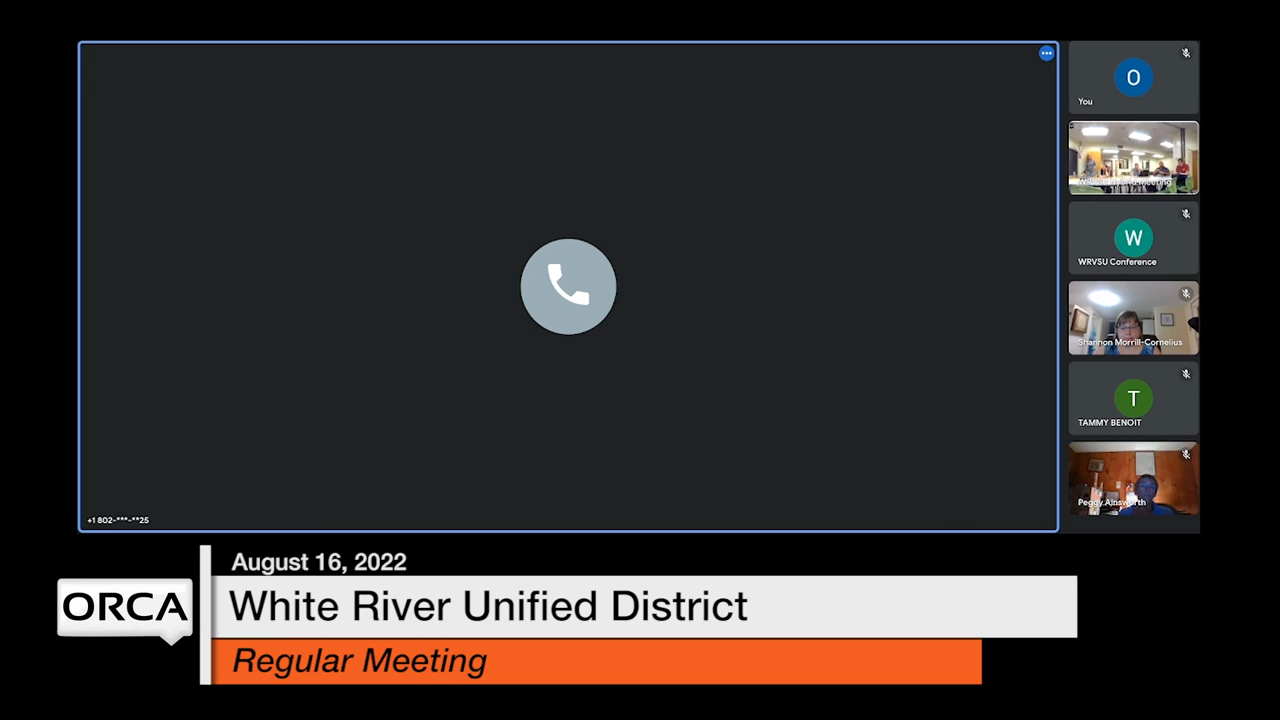 O
You
WRVSU Conference
Shannon Morrill-Cornelius
T
TAMMY BENOIT
Peggy Ainsworth
W
+1 802-***-**25
August 16, 2022
ORCA
White River Unified District
Regular Meeting